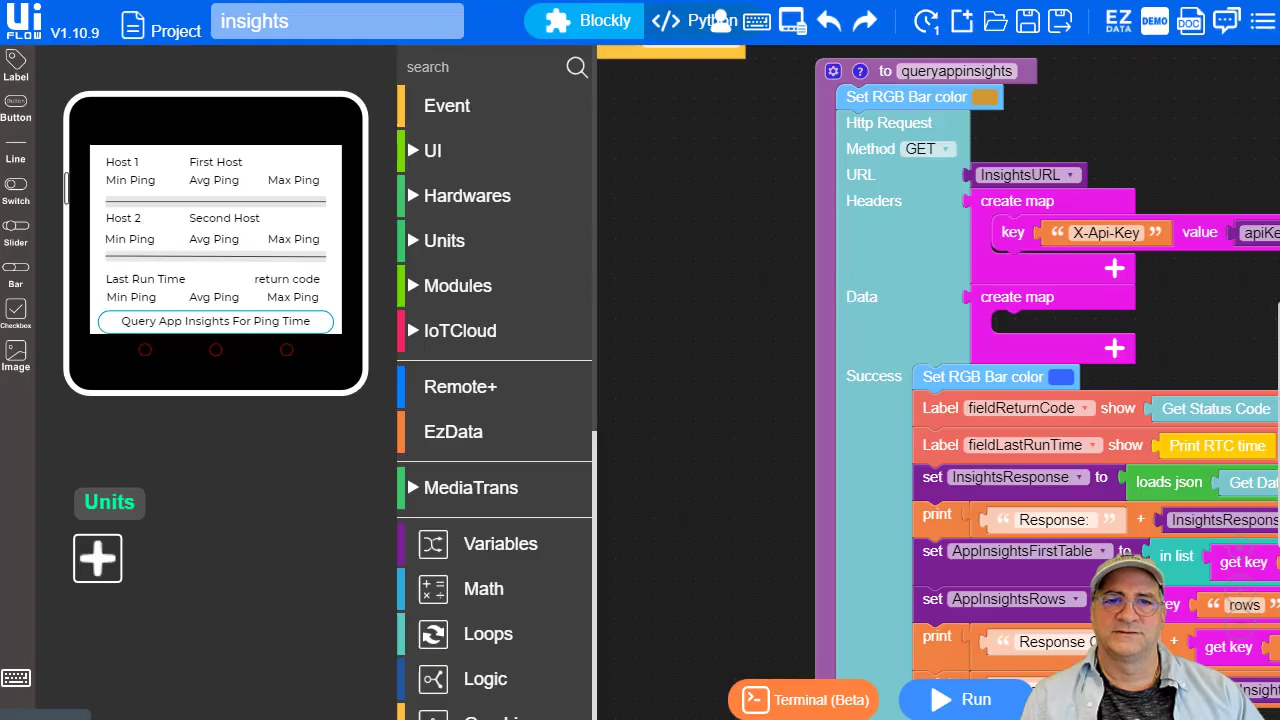 Ui
FLOW
V1.10.9
Project
insights
Blockly
Python
1
EZ
DATA
DEMO
DOC
Label
Button
Button
Line
Switch
Slider
Bar
Checkbox
Image
Host 1 First Host
Min Ping Avg Ping Max Ping
Host 2 Second Host
Min Ping Avg Ping Max Ping
Last Run Time return code
Min Ping Avg Ping Max Ping
Query App Insights For Ping Time
Units
search
Event
UI
Hardwares
Units
Modules
IoTCloud
Remote+
EzData
MediaTrans
Variables
Math
Loops
Logic
? to queryappinsights
Set RGB Bar color
Http Request
Method GET
URL InsightsURL
Headers create map
key “ X-Api-Key ” value apiKe
+
Data create map
+
Success Set RGB Bar color
Label fieldReturnCode show Get Status Code
Label fieldLastRunTime show Print RTC time
set InsightsResponse to loads json Get Da
print “ Response: ” + InsightsRespons
set AppInsightsFirstTable to in list get key
set AppInsightsRows “ rows
print “ Response + get key
Terminal (Beta)
Run